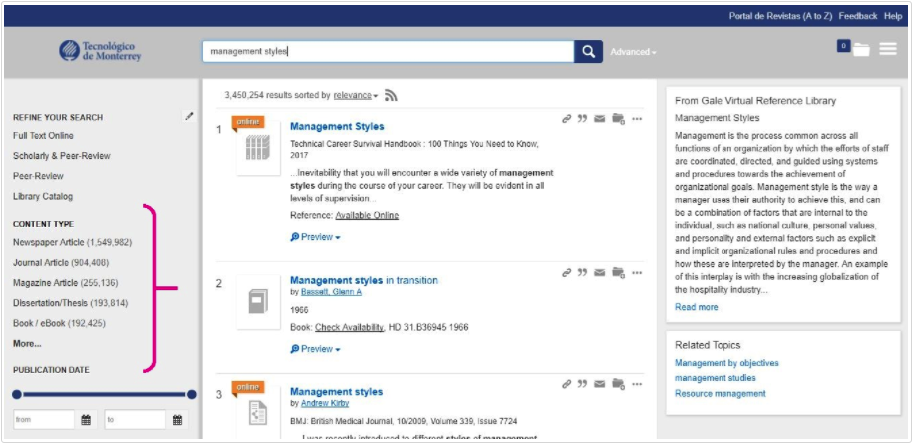 Portal de Revistas (A to Z) Feedback Help
Tecnológico
de Monterrey
management styles
Advanced
0
3,450,254 results sorted by relevance
REFINE YOUR SEARCH
Full Text Online
Scholarly & Peer-Review
Peer-Review
Library Catalog
CONTENT TYPE
Newspaper Article (1,549,982)
Journal Article (904,408)
Magazine Article (255,136)
Dissertation/Thesis (193,814)
Book / eBook (192,425)
More...
PUBLICATION DATE
from
to
1
online
Management Styles
Technical Career Survival Handbook : 100 Things You Need to Know,
2017
...Inevitability that you will encounter a wide variety of management
styles during the course of your career. They will be evident in all
levels of supervision...
Reference: Available Online
Preview
2
Management styles in transition
by Bassett, Glenn A
1966
Book: Check Availability, HD 31.B36945 1966
Preview
3
online
Management styles
by Andrew Kirby
BMJ: British Medical Journal, 10/2009, Volume 339, Issue 7724
...I was recently introduced to different styles of management
From Gale Virtual Reference Library
Management Styles
Management is the process common across all
functions of an organization by which the efforts of staff
are coordinated, directed, and guided using systems
and procedures towards the achievement of
organizational goals. Management style is the way a
manager uses their authority to achieve this, and can
be a combination of factors that are internal to the
individual, such as national culture, personal values,
and personality and external factors such as explicit
and implicit organizational rules and procedures and
how these are interpreted by the manager. An example
of this interplay is with the increasing globalization of
the hospitality industry...
Read more
Related Topics
Management by objectives
management studies
Resource management